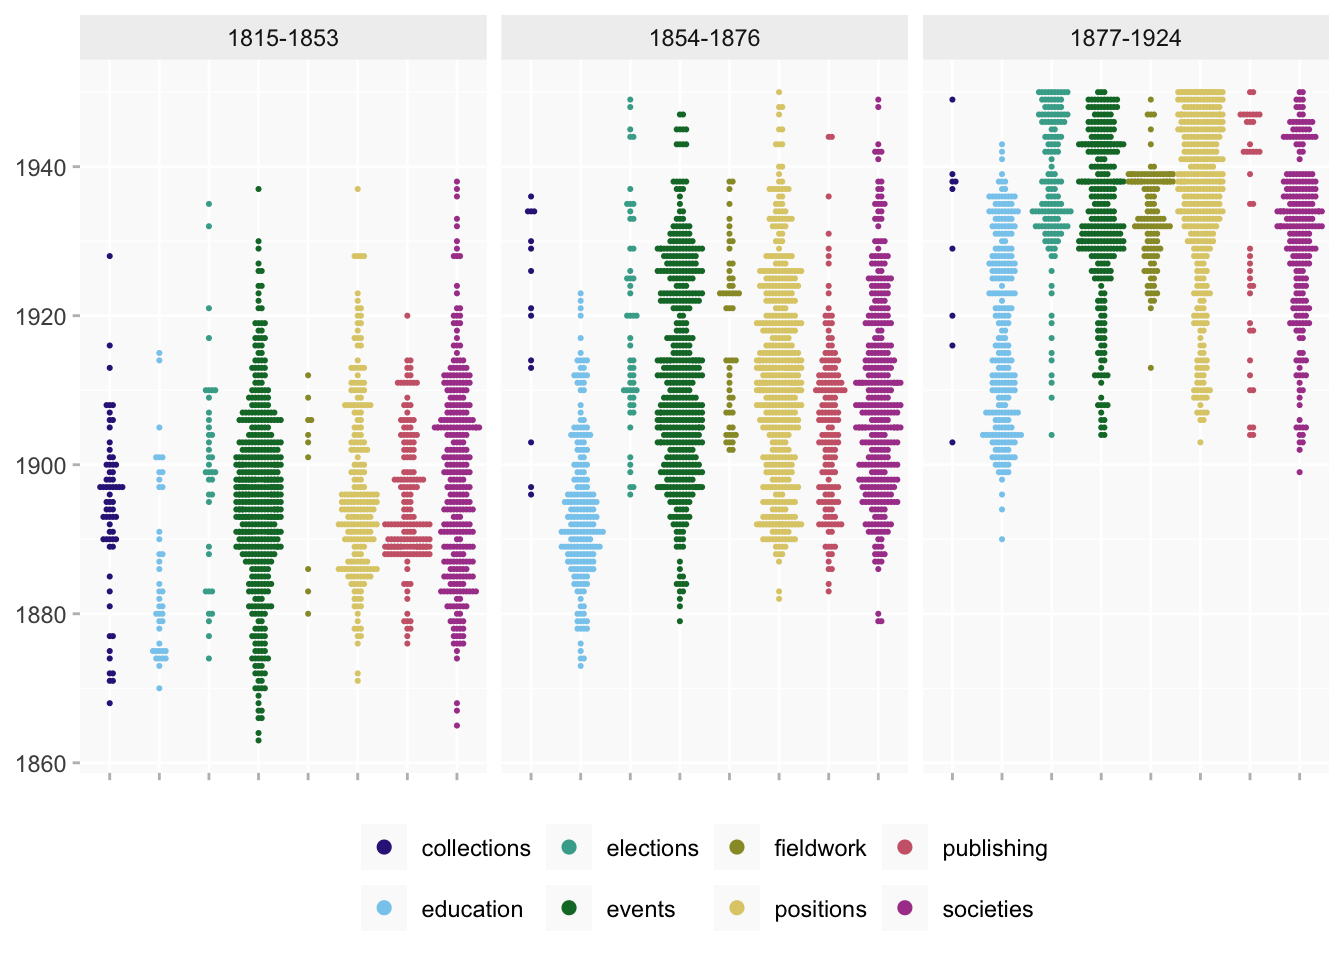 1815-1853 1854-1876 1877-1924
1940
1920
1900
1880
1860
collections elections fieldwork publishing
education events positions societies